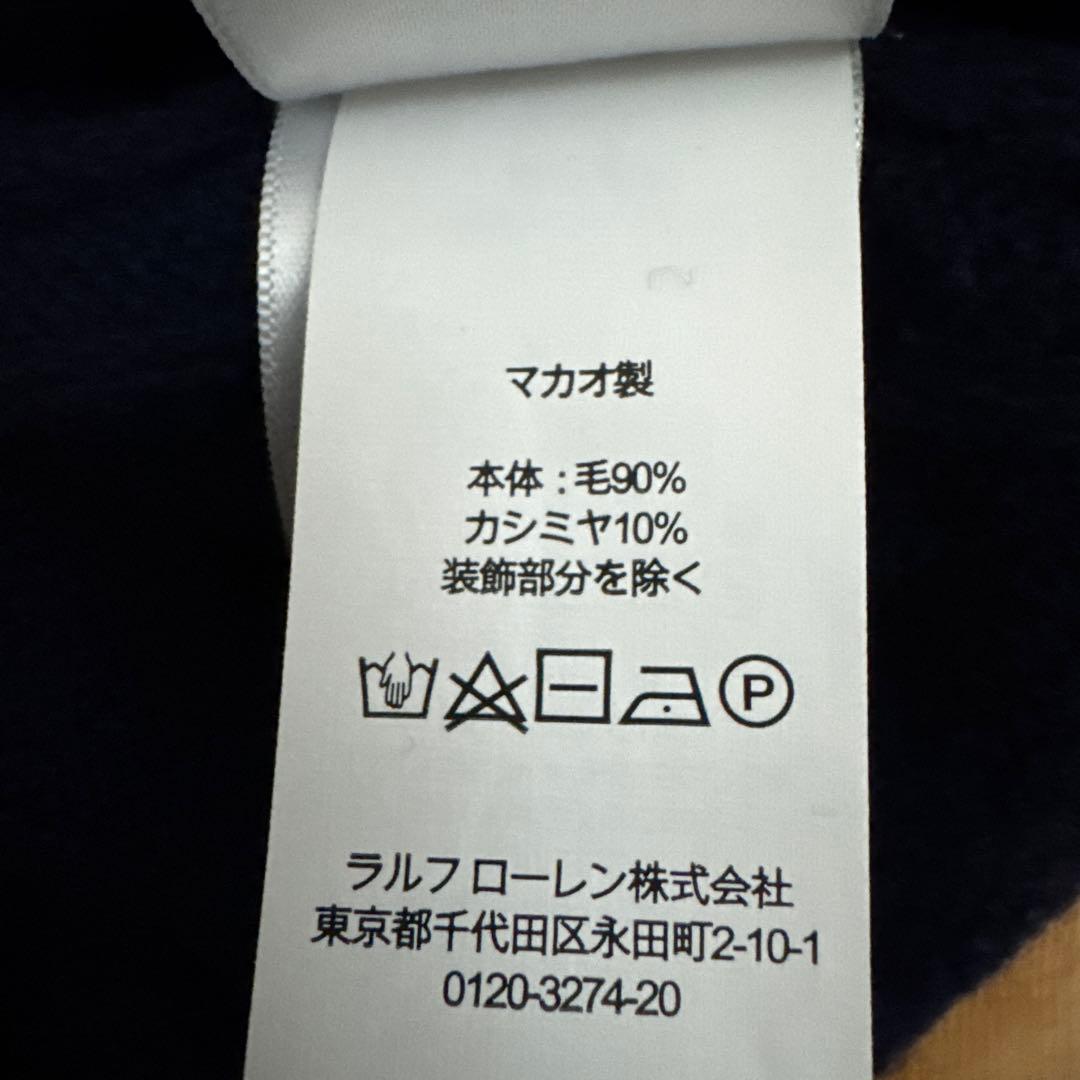 マカオ製
本体 : 毛90%
カシミヤ10%
装飾部分を除く
P
ラルフ ローレン株式会社
東京都千代田区永田町2-10-1
0120-3274-20